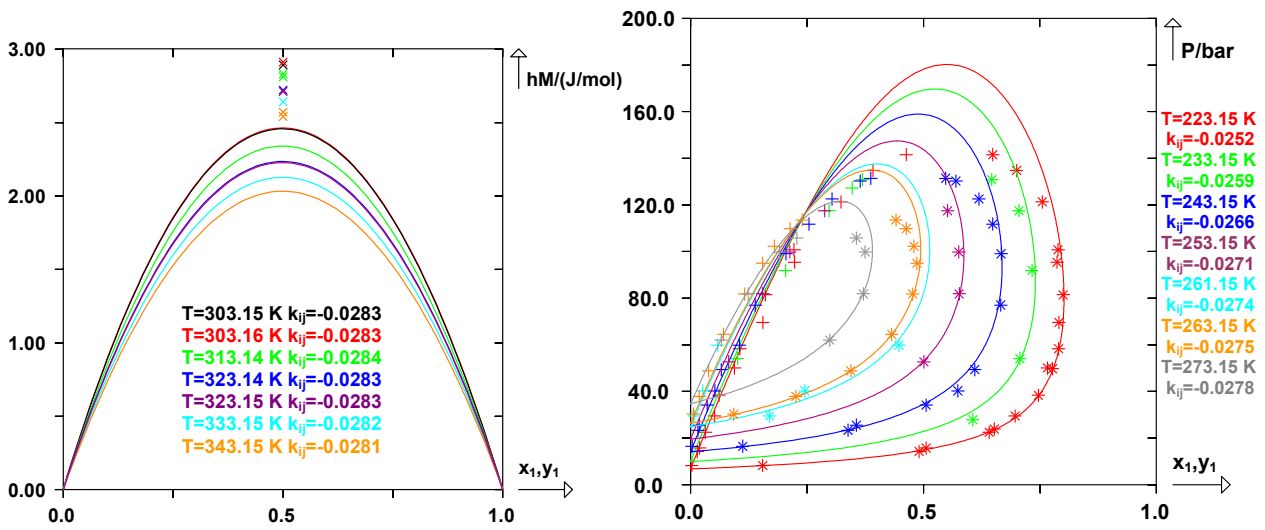 3.00
hM/(J/mol)
2.00
T=303.15 K kij=-0.0283
T=303.16 K kij=-0.0283
1.00
T=313.14 K kij=-0.0284
T=323.14 K kij=-0.0283
T=323.15 K kij=-0.0283
T=333.15 K kij=-0.0282
T=343.15 K kij=-0.0281
x1,y1
0.00
0.0
0.5
1.0
200.0
P/bar
160.0
T=223.15 K
kij=-0.0252
T=233.15 K
kij=-0.0259
120.0
T=243.15 K
kij=-0.0266
T=253.15 K
kij=-0.0271
80.0
T=261.15 K
kij=-0.0274
T=263.15 K
kij=-0.0275
T=273.15 K
kij=-0.0278
40.0
x1,y1
0.0
0.0
0.5
1.0